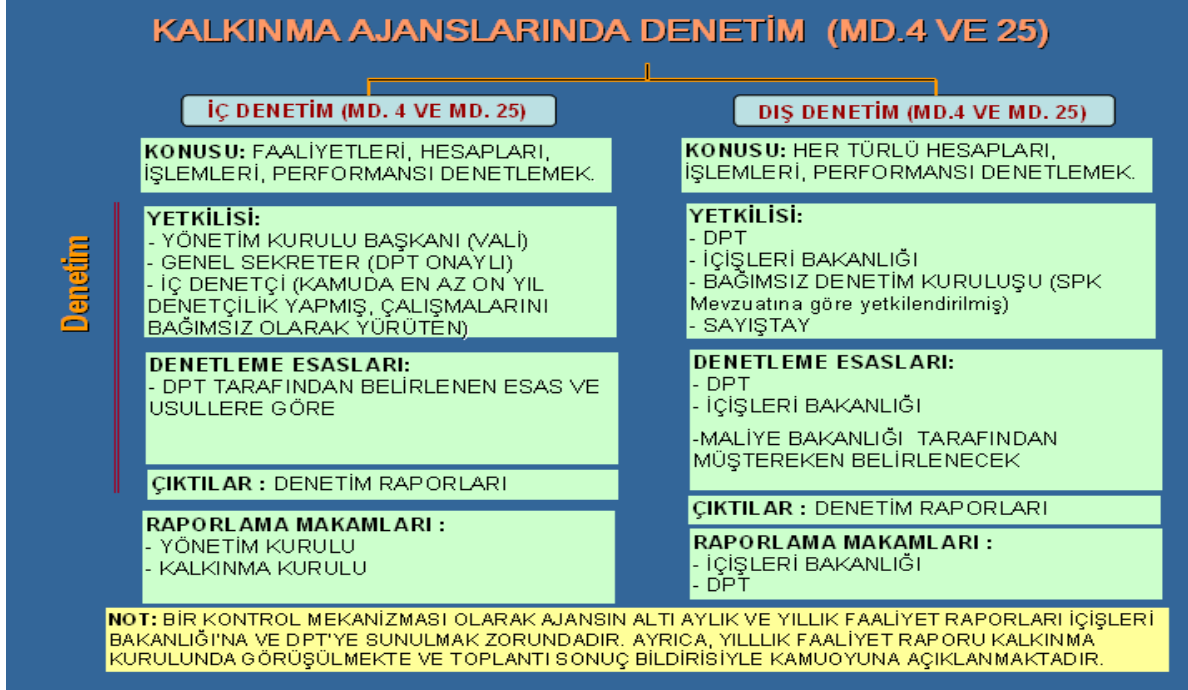 KALKINMA AJANSLARINDA DENETİM (MD.4 VE 25)
İÇ DENETİM (MD. 4 VE MD. 25)
KONUSU: FAALİYETLERİ, HESAPLARI,
İŞLEMLERİ, PERFORMANSI DENETLEMEK.
Denetim
YETKİLİSİ:
- YÖNETİM KURULU BAŞKANI (VALİ)
- GENEL SEKRETER (DPT ONAYLI)
- İÇ DENETÇİ (KAMUDA EN AZ ON YIL
DENETÇİLİK YAPMIŞ, ÇALIŞMALARINI
BAĞIMSIZ OLARAK YÜRÜTEN)
DENETLEME ESASLARI:
- DPT TARAFINDAN BELİRLENEN ESAS VE
USULLERE GÖRE
ÇIKTILAR : DENETİM RAPORLARI
RAPORLAMA MAKAMLARI :
- YÖNETİM KURULU
- KALKINMA KURULU
DIŞ DENETİM (MD.4 VE MD. 25)
KONUSU: HER TÜRLÜ HESAPLARI,
İŞLEMLERİ, PERFORMANSI DENETLEMEK.
YETKİLİSİ:
- DPT
- İÇİŞLERİ BAKANLIĞI
- BAĞIMSIZ DENETİM KURULUŞU (SPK
Mevzuatına göre yetkilendirilmiş)
- SAYIŞTAY
DENETLEME ESASLARI:
- DPT
- İÇİŞLERİ BAKANLIĞI
-MALİYE BAKANLIĞI TARAFINDAN
MÜŞTEREKEN BELİRLENECEK
ÇIKTILAR : DENETİM RAPORLARI
RAPORLAMA MAKAMLARI :
- İÇİŞLERİ BAKANLIĞI
- DPT
NOT: BİR KONTROL MEKANİZMASI OLARAK AJANSIN ALTI AYLIK VE YILLIK FAALİYET RAPORLARI İÇİŞLERİ
BAKANLIĞI'NA VE DPT'YE SUNULMAK ZORUNDADIR. AYRICA, YILLLIK FAALİYET RAPORU KALKINMA
KURULUNDA GÖRÜŞÜLMEKTE VE TOPLANTI SONUÇ BİLDİRİSİYLE KAMUOYUNA AÇIKLANMAKTADIR.